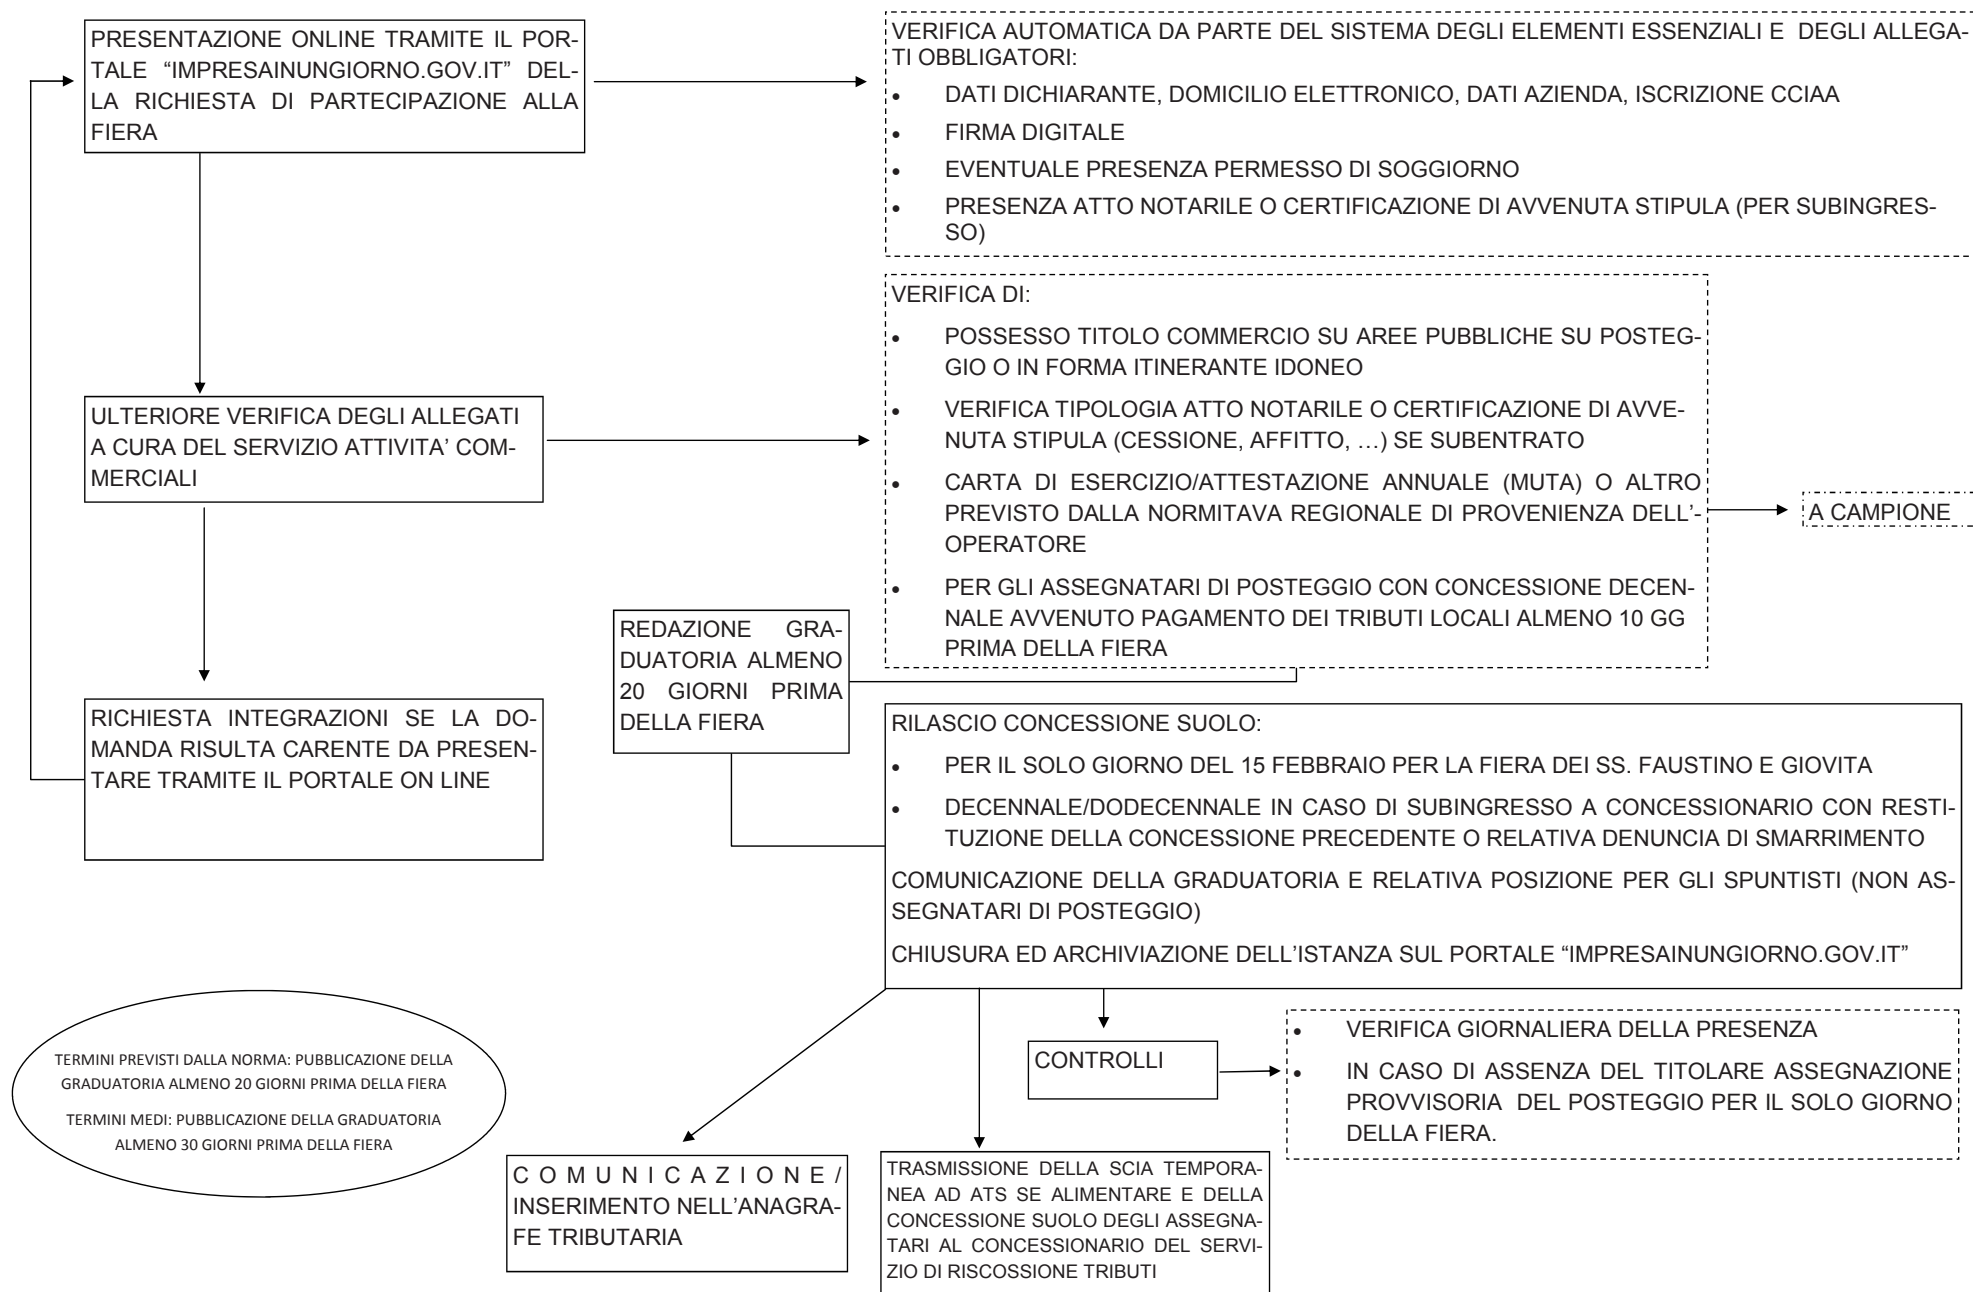 PRESENTAZIONE ONLINE TRAMITE IL POR-
TALE “IMPRESAINUNGIORNO.GOV.IT” DEL-
LA RICHIESTA DI PARTECIPAZIONE ALLA
FIERA
VERIFICA AUTOMATICA DA PARTE DEL SISTEMA DEGLI ELEMENTI ESSENZIALI E DEGLI ALLEGA-
TI OBBLIGATORI:
• DATI DICHIARANTE, DOMICILIO ELETTRONICO, DATI AZIENDA, ISCRIZIONE CCIAA
• FIRMA DIGITALE
• EVENTUALE PRESENZA PERMESSO DI SOGGIORNO
• PRESENZA ATTO NOTARILE O CERTIFICAZIONE DI AVVENUTA STIPULA (PER SUBINGRES-
SO)
ULTERIORE VERIFICA DEGLI ALLEGATI
A CURA DEL SERVIZIO ATTIVITA’ COM-
MERCIALI
VERIFICA DI:
• POSSESSO TITOLO COMMERCIO SU AREE PUBBLICHE SU POSTEG-
GIO O IN FORMA ITINERANTE IDONEO
• VERIFICA TIPOLOGIA ATTO NOTARILE O CERTIFICAZIONE DI AVVE-
NUTA STIPULA (CESSIONE, AFFITTO, …) SE SUBENTRATO
• CARTA DI ESERCIZIO/ATTESTAZIONE ANNUALE (MUTA) O ALTRO
PREVISTO DALLA NORMITAVA REGIONALE DI PROVENIENZA DELL’-
OPERATORE
• PER GLI ASSEGNATARI DI POSTEGGIO CON CONCESSIONE DECEN-
NALE AVVENUTO PAGAMENTO DEI TRIBUTI LOCALI ALMENO 10 GG
PRIMA DELLA FIERA
A CAMPIONE
REDAZIONE GRA-
DUATORIA ALMENO
20 GIORNI PRIMA
DELLA FIERA
RICHIESTA INTEGRAZIONI SE LA DO-
MANDA RISULTA CARENTE DA PRESEN-
TARE TRAMITE IL PORTALE ON LINE
RILASCIO CONCESSIONE SUOLO:
• PER IL SOLO GIORNO DEL 15 FEBBRAIO PER LA FIERA DEI SS. FAUSTINO E GIOVITA
• DECENNALE/DODECENNALE IN CASO DI SUBINGRESSO A CONCESSIONARIO CON RESTI-
TUZIONE DELLA CONCESSIONE PRECEDENTE O RELATIVA DENUNCIA DI SMARRIMENTO
COMUNICAZIONE DELLA GRADUATORIA E RELATIVA POSIZIONE PER GLI SPUNTISTI (NON AS-
SEGNATARI DI POSTEGGIO)
CHIUSURA ED ARCHIVIAZIONE DELL’ISTANZA SUL PORTALE “IMPRESAINUNGIORNO.GOV.IT”
TERMINI PREVISTI DALLA NORMA: PUBBLICAZIONE DELLA
GRADUATORIA ALMENO 20 GIORNI PRIMA DELLA FIERA
TERMINI MEDI: PUBBLICAZIONE DELLA GRADUATORIA
ALMENO 30 GIORNI PRIMA DELLA FIERA
CONTROLLI
• VERIFICA GIORNALIERA DELLA PRESENZA
• IN CASO DI ASSENZA DEL TITOLARE ASSEGNAZIONE
PROVVISORIA DEL POSTEGGIO PER IL SOLO GIORNO
DELLA FIERA.
COMUNICAZIONE/
INSERIMENTO NELL’ANAGRA-
FE TRIBUTARIA
TRASMISSIONE DELLA SCIA TEMPORA-
NEA AD ATS SE ALIMENTARE E DELLA
CONCESSIONE SUOLO DEGLI ASSEGNA-
TARI AL CONCESSIONARIO DEL SERVI-
ZIO DI RISCOSSIONE TRIBUTI